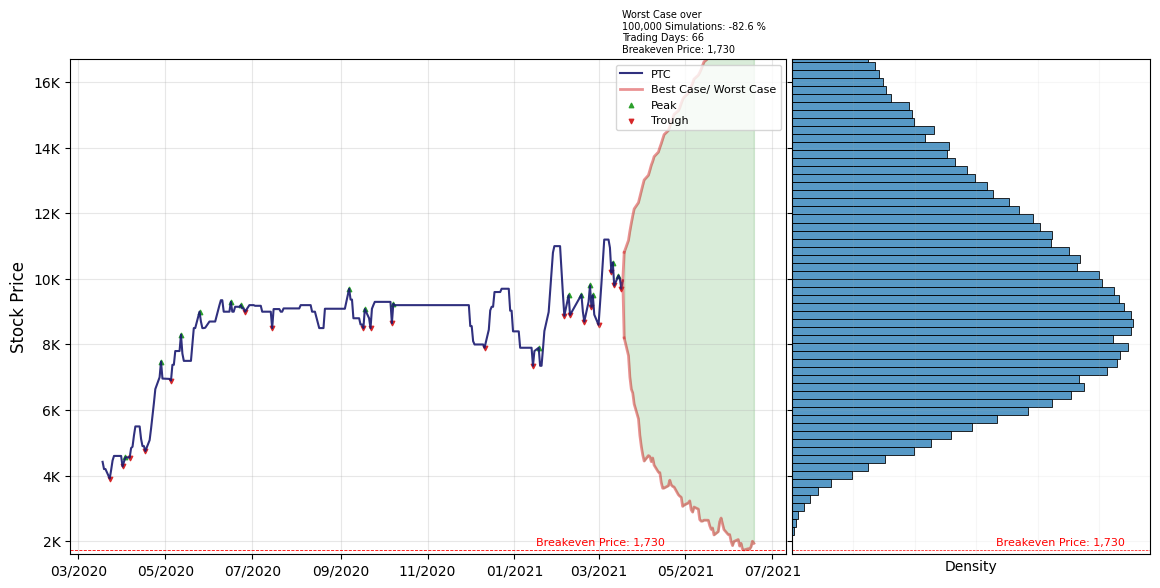 Worst Case over
100,000 Simulations: -82.6 %
Trading Days: 66
Breakeven Price: 1,730
PTC
Best Case/ Worst Case
Peak
Trough
16K
14K
12K
10K
8K
6K
4K
2K
Stock Price
Breakeven Price: 1,730
Breakeven Price: 1,730
03/2020
05/2020
07/2020
09/2020
11/2020
01/2021
03/2021
05/2021
07/2021
Density